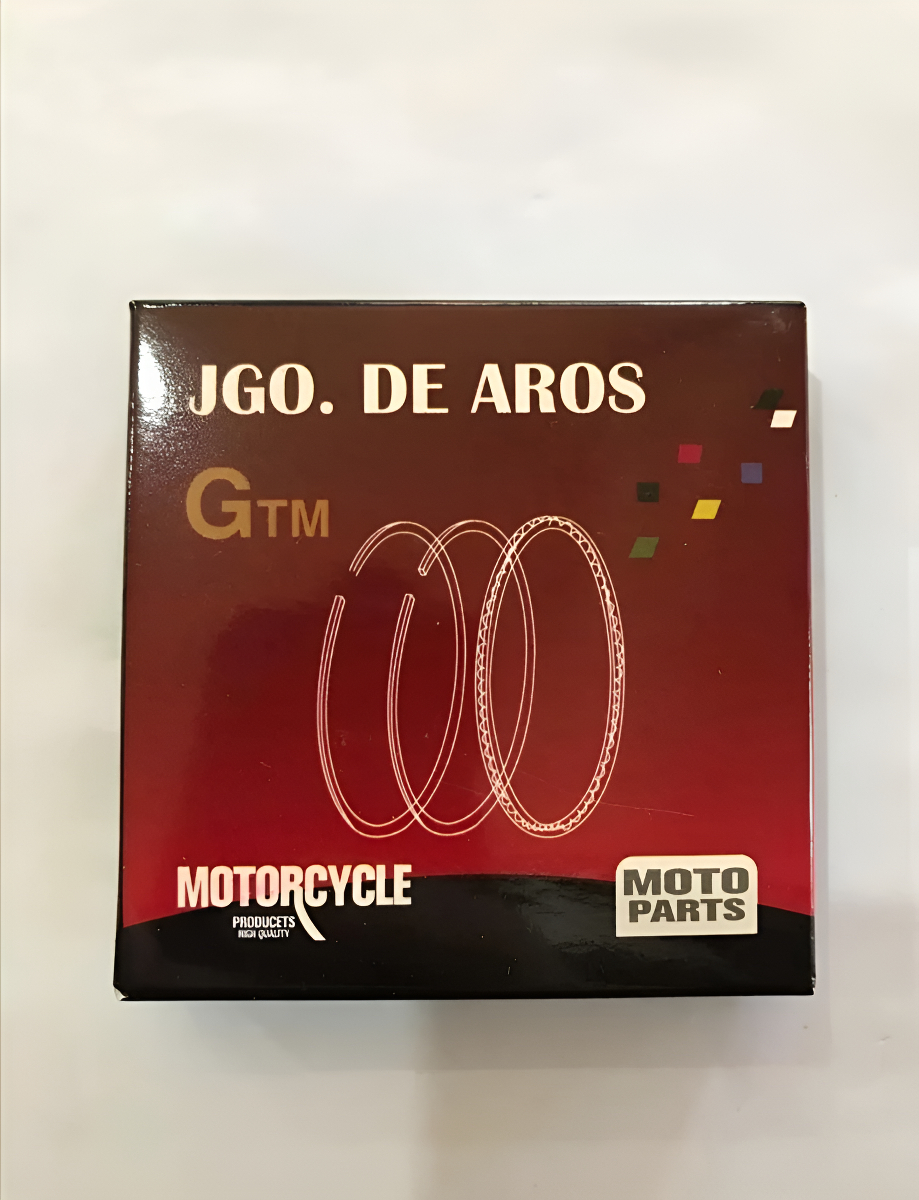 JGO. DE AROS
GTM
MOTORCYCLE
PRODUCETS
HIGH QUALITY
MOTO
PARTS